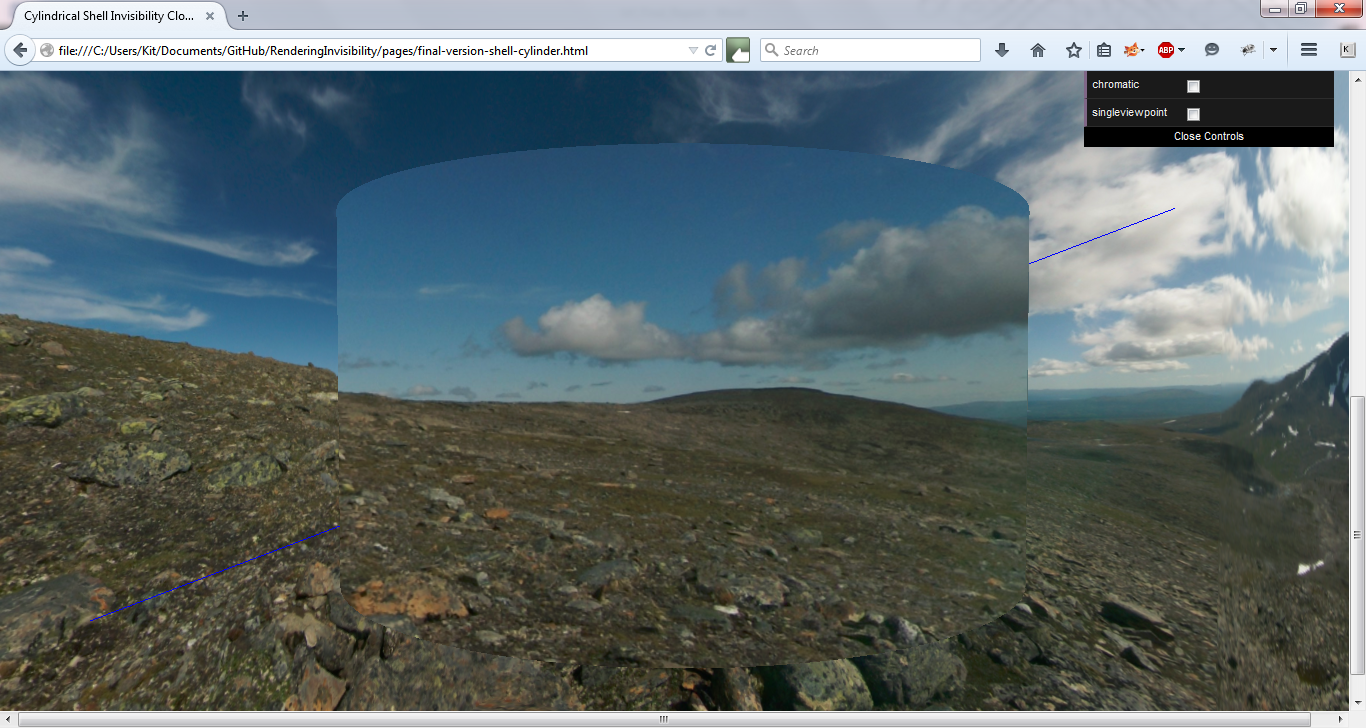 Cylindrical Shell Invisibility Clo...
file:///C:/Users/Kit/Documents/GitHub/RenderingInvisibility/pages/final-version-shell-cylinder.html
Search
ABP
K
chromatic
singleviewpoint
Close Controls